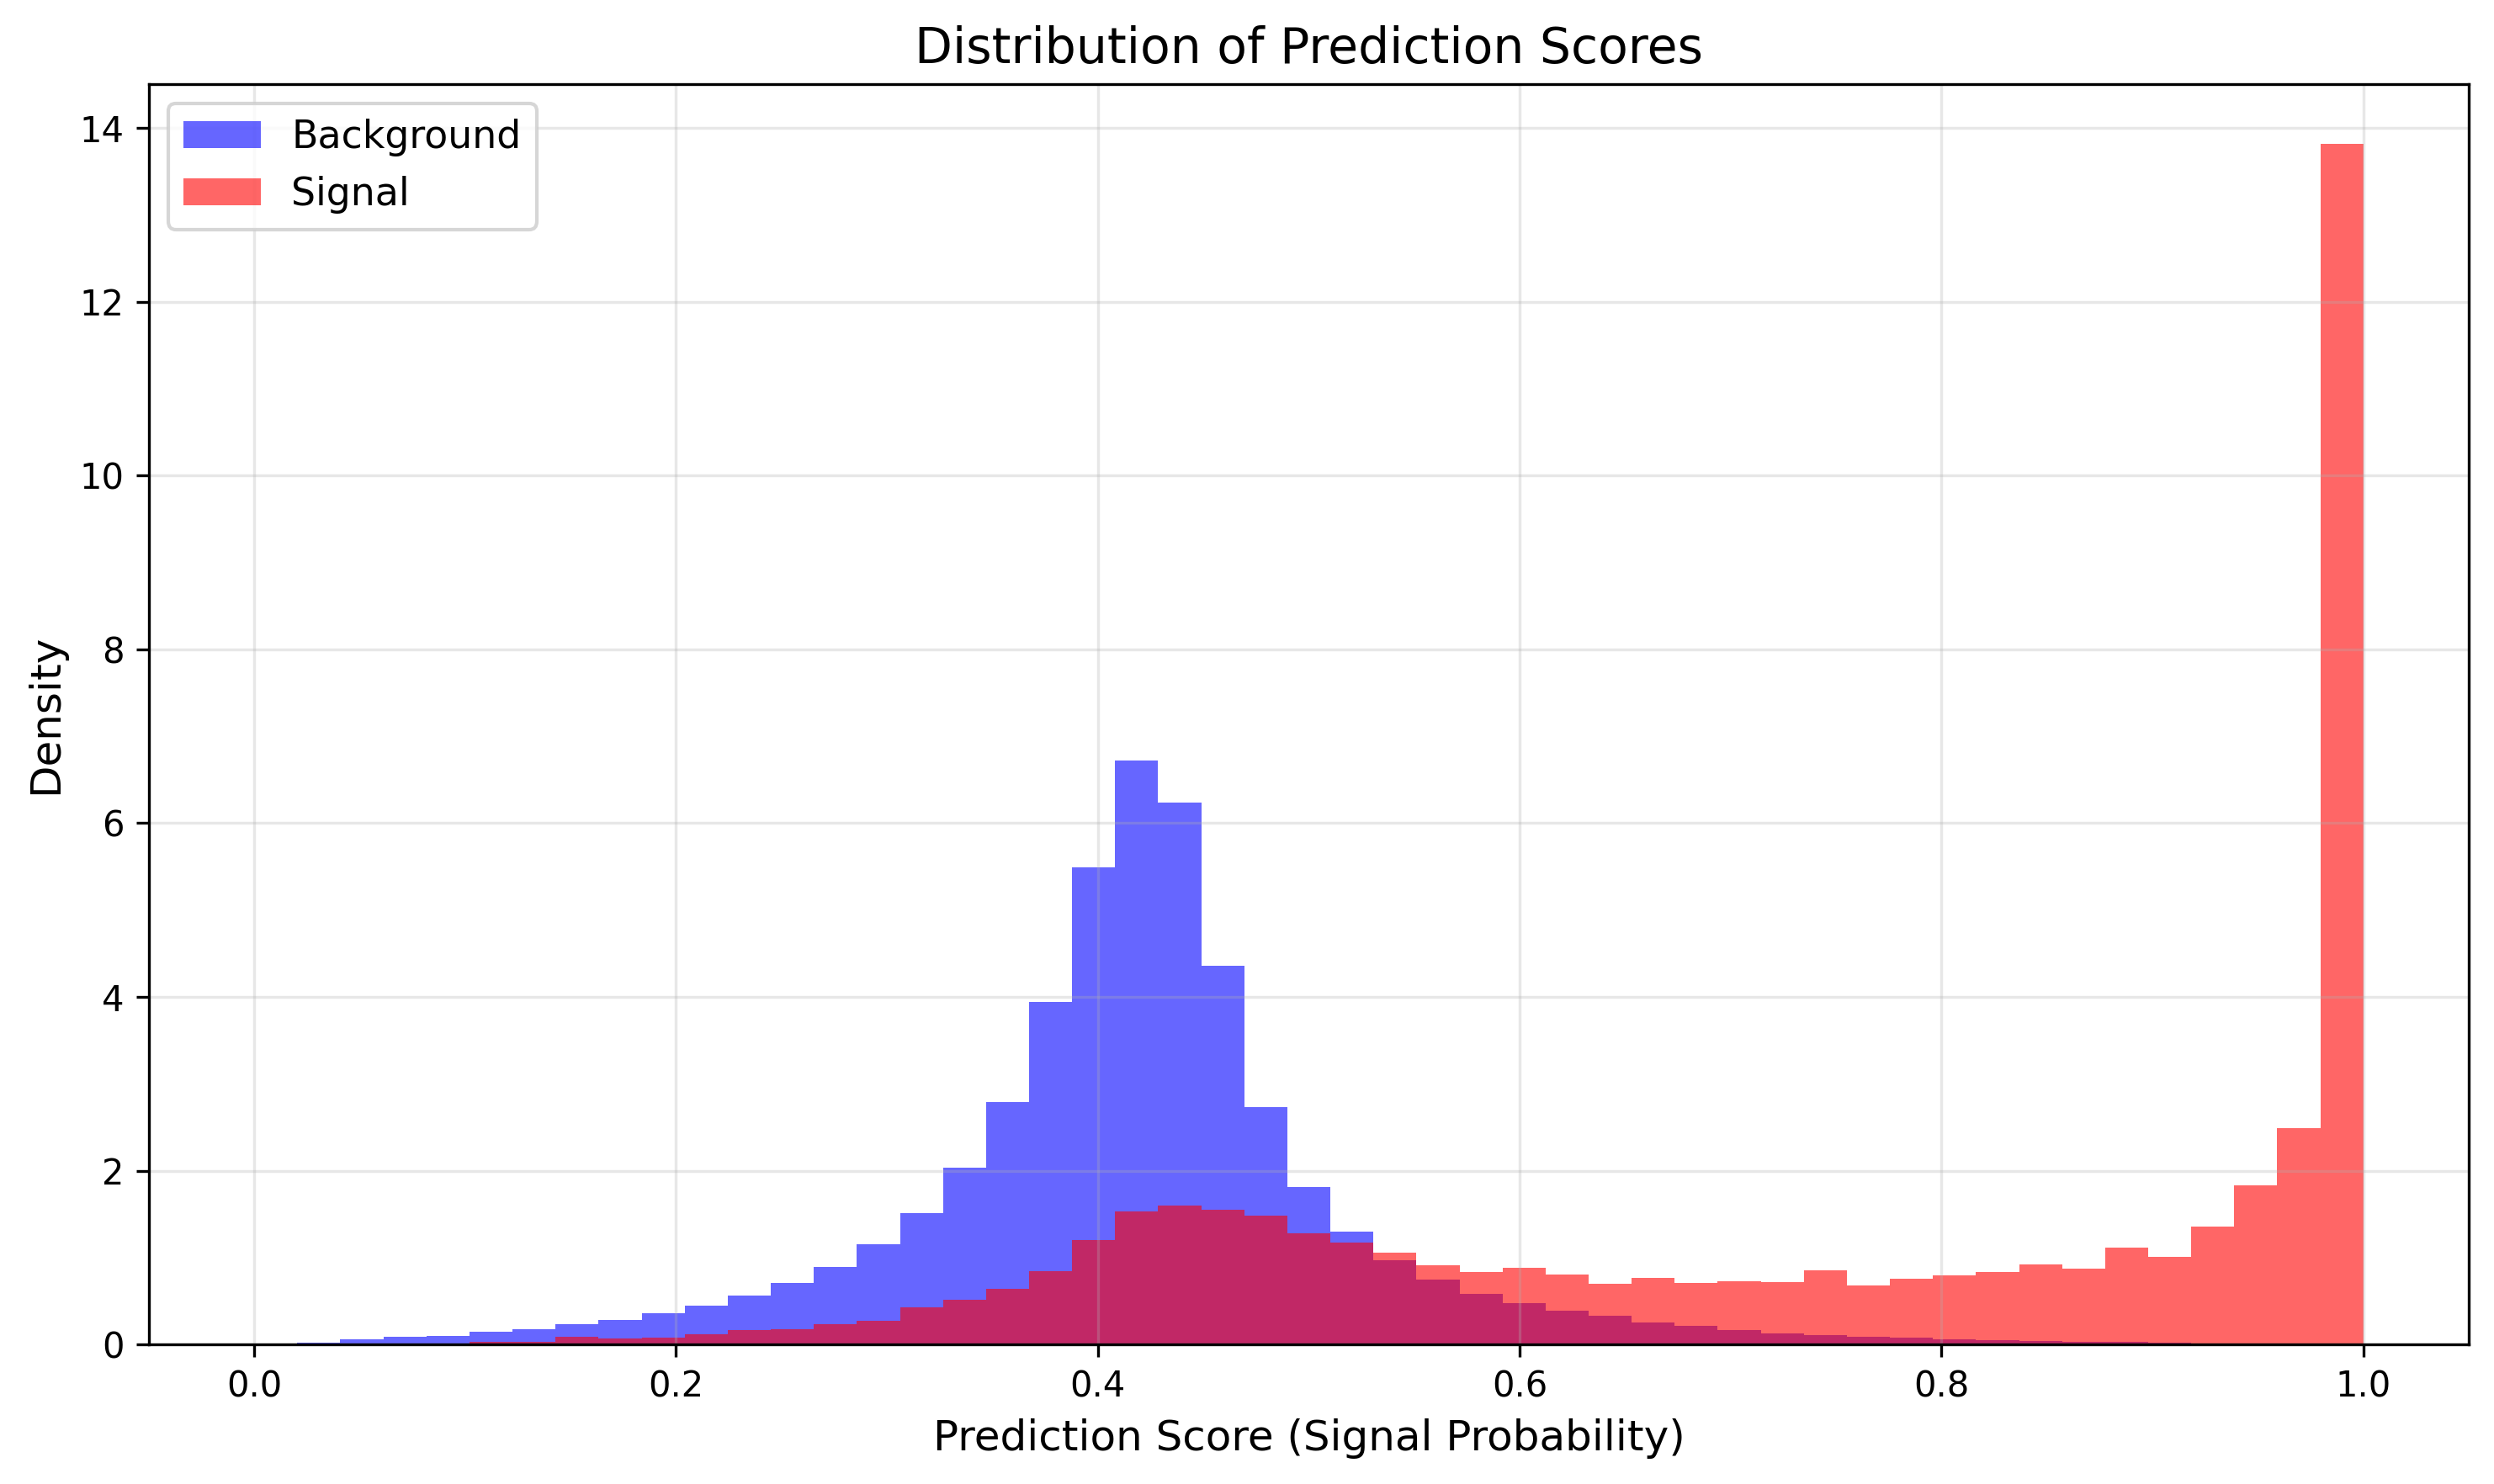 Distribution of Prediction Scores
Background
Signal
Density
14
12
10
8
6
4
2
0
0.0 0.2 0.4 0.6 0.8 1.0
Prediction Score (Signal Probability)